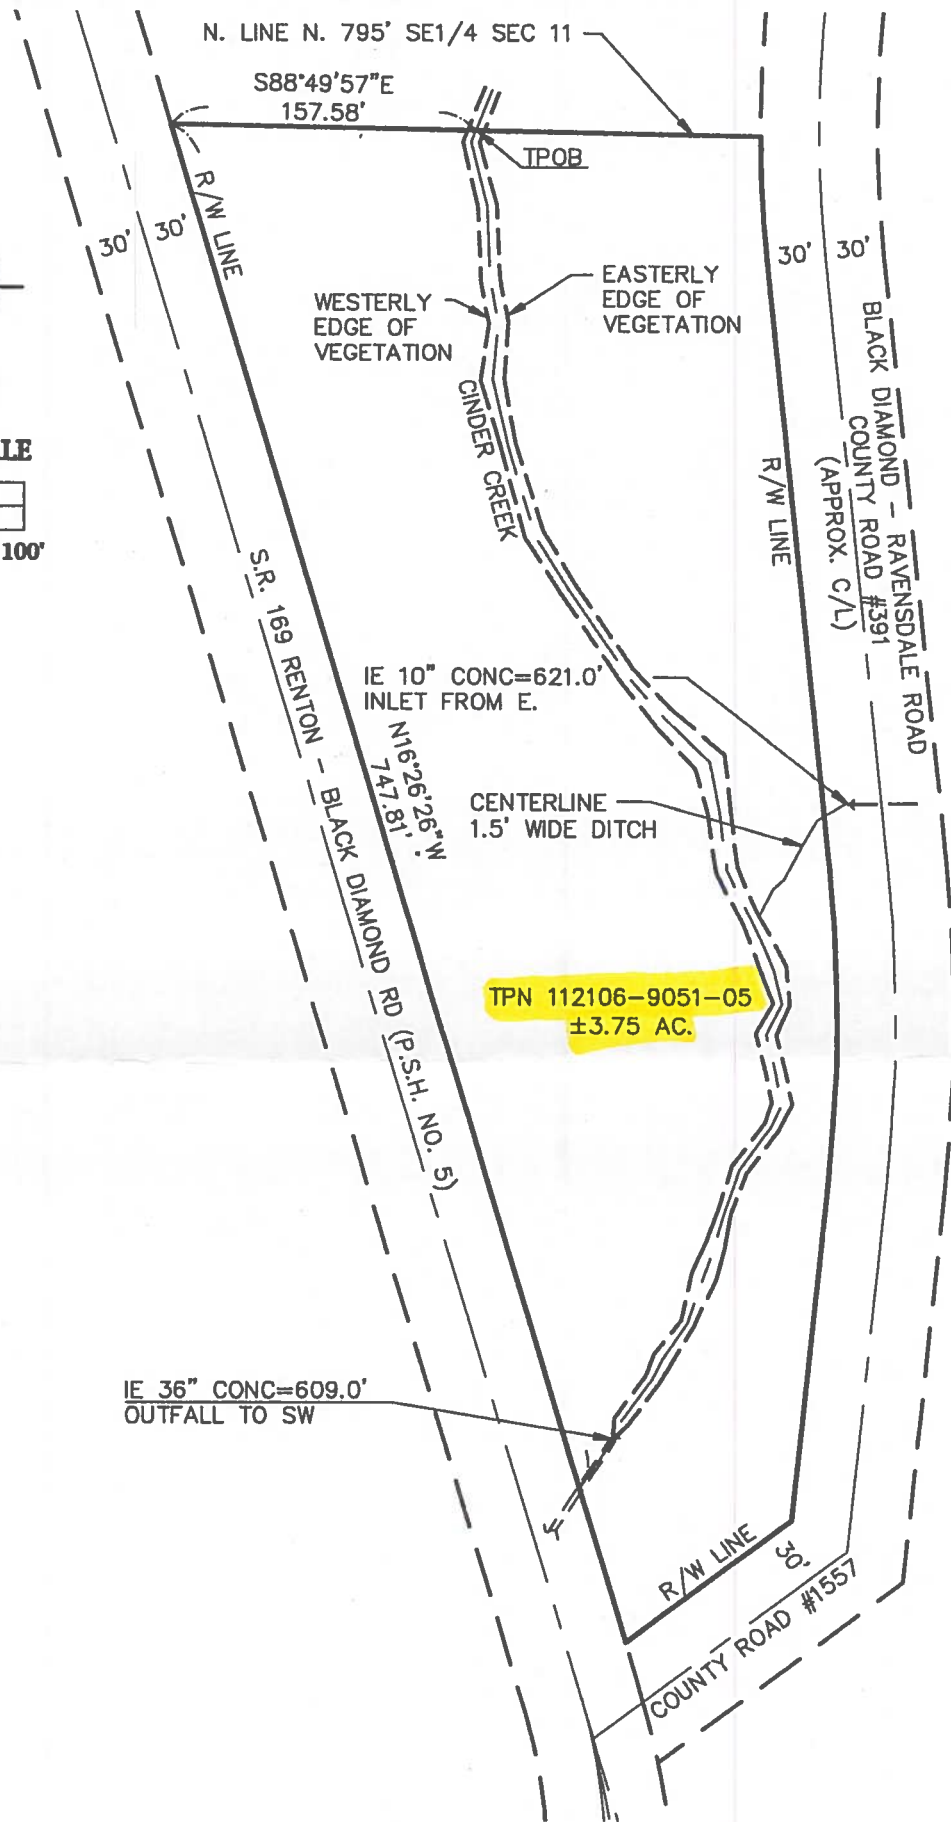 N. LINE N. 795' SE1/4 SEC 11
S88°49'57"E
157.58'
TPOB
R/W LINE
30'
30'
30'
30'
WESTERLY
EDGE OF
VEGETATION
EASTERLY
EDGE OF
VEGETATION
BLACK DIAMOND - RAVENSDALE ROAD
COUNTY ROAD #391
(APPROX. C/L)
CINDER CREEK
R/W LINE
LE
100'
S.R. 169 RENTON - BLACK DIAMOND RD (P.S.H. NO. 5)
IE 10" CONC=621.0'
INLET FROM E.
N16°26'26"W
747.81'
CENTERLINE
1.5' WIDE DITCH
TPN 112106-9051-05
±3.75 AC.
IE 36" CONC=609.0'
OUTFALL TO SW
R/W LINE
30'
COUNTY ROAD #1557